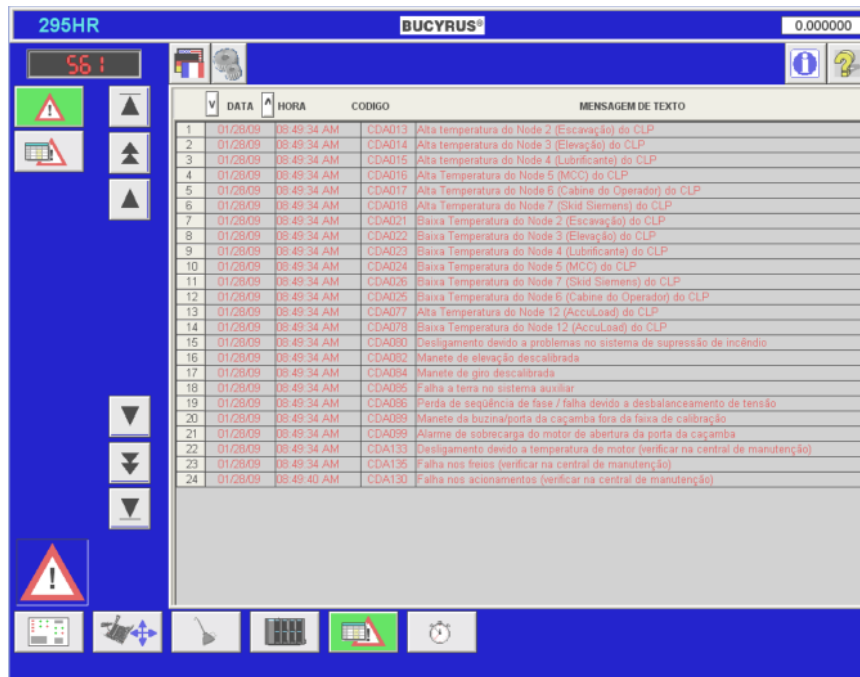 295HR
BUCYRUS®
0.000000
561
V DATA ^ HORA CODIGO MENSAGEM DE TEXTO
1 01/28/09 08:49:34 AM CDA013 Alta temperatura do Node 2 (Escavação) do CLP
2 01/28/09 08:49:34 AM CDA014 Alta temperatura do Node 3 (Elevação) do CLP
3 01/28/09 08:49:34 AM CDA015 Alta temperatura do Node 4 (Lubrificante) do CLP
4 01/28/09 08:49:34 AM CDA016 Alta Temperatura do Node 5 (MCC) do CLP
5 01/28/09 08:49:34 AM CDA017 Alta Temperatura do Node 6 (Cabine do Operador) do CLP
6 01/28/09 08:49:34 AM CDA018 Alta Temperatura do Node 7 (Skid Siemens) do CLP
7 01/28/09 08:49:34 AM CDA021 Baixa Temperatura do Node 2 (Escavação) do CLP
8 01/28/09 08:49:34 AM CDA022 Baixa Temperatura do Node 3 (Elevação) do CLP
9 01/28/09 08:49:34 AM CDA023 Baixa Temperatura do Node 4 (Lubrificante) do CLP
10 01/28/09 08:49:34 AM CDA024 Baixa Temperatura do Node 5 (MCC) do CLP
11 01/28/09 08:49:34 AM CDA026 Baixa Temperatura do Node 7 (Skid Siemens) do CLP
12 01/28/09 08:49:34 AM CDA025 Baixa Temperatura do Node 6 (Cabine do Operador) do CLP
13 01/28/09 08:49:34 AM CDA077 Alta Temperatura do Node 12 (AccuLoad) do CLP
14 01/28/09 08:49:34 AM CDA078 Baixa Temperatura do Node 12 (AccuLoad) do CLP
15 01/28/09 08:49:34 AM CDA080 Desligamento devido a problemas no sistema de supressão de incêndio
16 01/28/09 08:49:34 AM CDA082 Manete de elevação descalibrada
17 01/28/09 08:49:34 AM CDA084 Manete de giro descalibrada
18 01/28/09 08:49:34 AM CDA085 Falha a terra no sistema auxiliar
19 01/28/09 08:49:34 AM CDA086 Perda de seqüência de fase / falha devido a desbalanceamento de tensão
20 01/28/09 08:49:34 AM CDA089 Manete da buzina/porta da caçamba fora da faixa de calibração
21 01/28/09 08:49:34 AM CDA099 Alarme de sobrecarga do motor de abertura da porta da caçamba
22 01/28/09 08:49:34 AM CDA133 Desligamento devido a temperatura de motor (verificar na central de manutenção)
23 01/28/09 08:49:34 AM CDA135 Falha nos freios (verificar na central de manutenção)
24 01/28/09 08:49:40 AM CDA130 Falha nos acionamentos (verificar na central de manutenção)